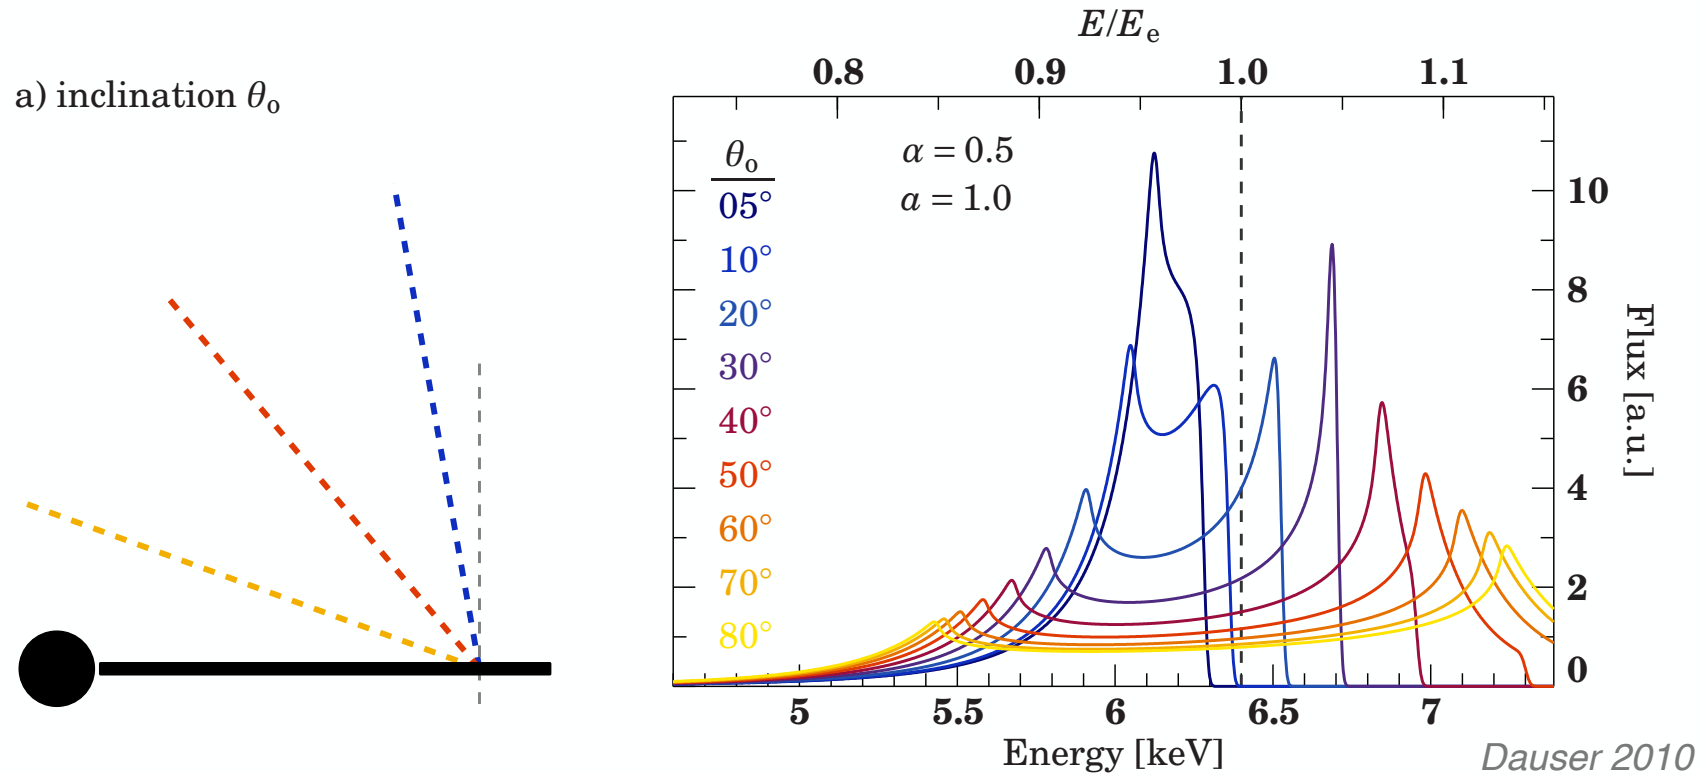 a) inclination θo
E/Ee
0.8 0.9 1.0 1.1
θo
05°
10°
20°
30°
40°
50°
60°
70°
80°
α = 0.5
a = 1.0
10
8
6
4
2
0
Flux [a.u.]
5 5.5 6 6.5 7
Energy [keV]
Dauser 2010